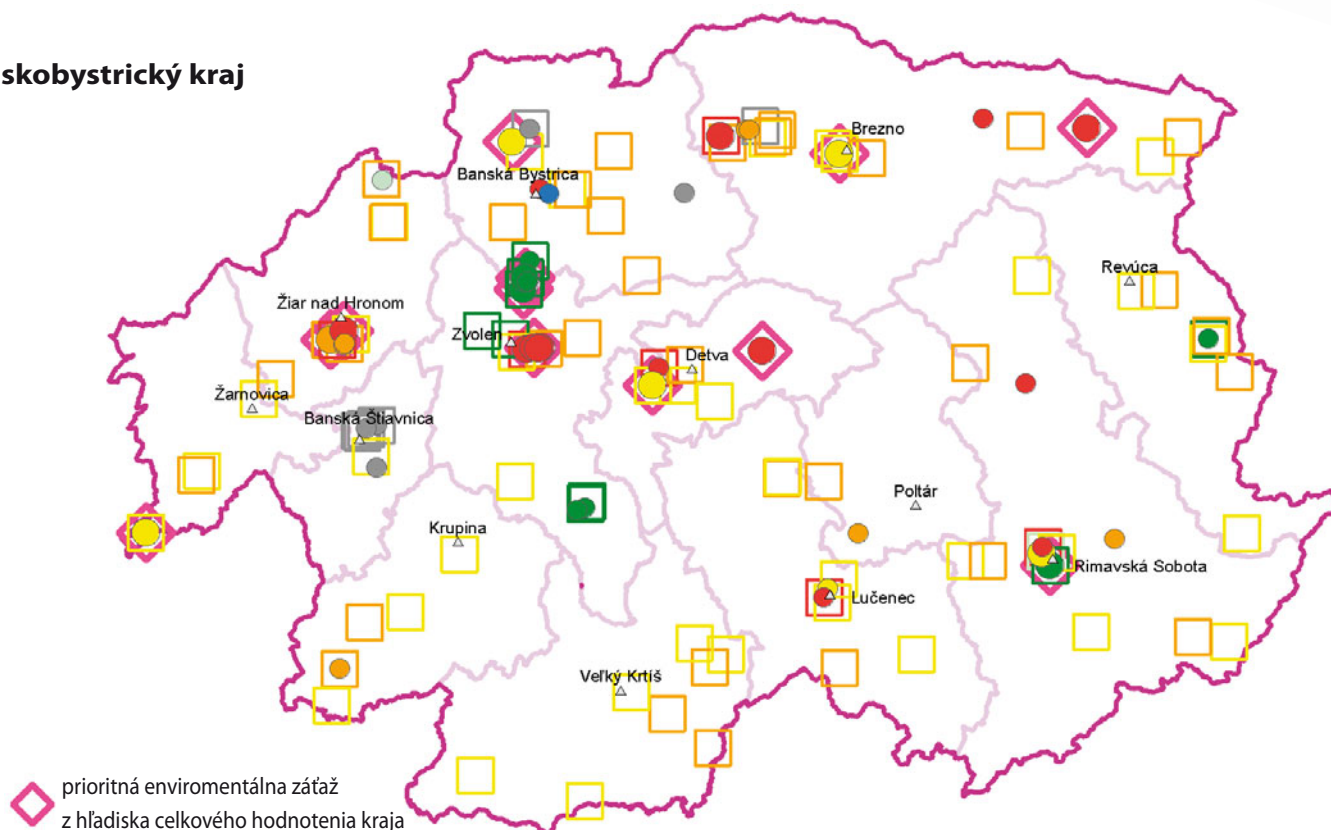 skobystrický kraj
Brezno
Banská Bystrica
Revúca
Žiar nad Hronom
Zvolen
Detva
Žarnovica
Banská Štiavnica
Poltár
Krupina
Rimavská Sobota
Lučenec
Veľký Krtíš
prioritná enviromentálna záťaž
z hľadiska celkového hodnotenia kraja